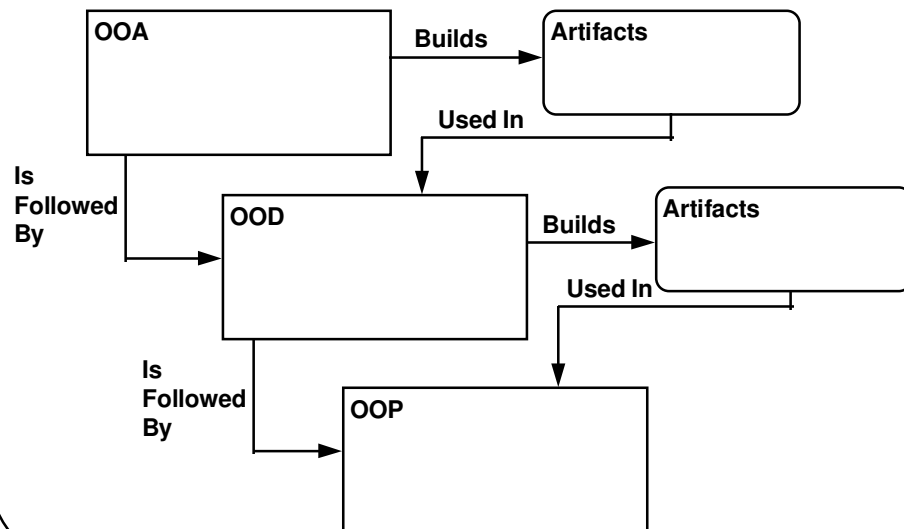 OOA
Builds
Artifacts
Used In
Is
Followed
By
OOD
Builds
Artifacts
Used In
Is
Followed
By
OOP